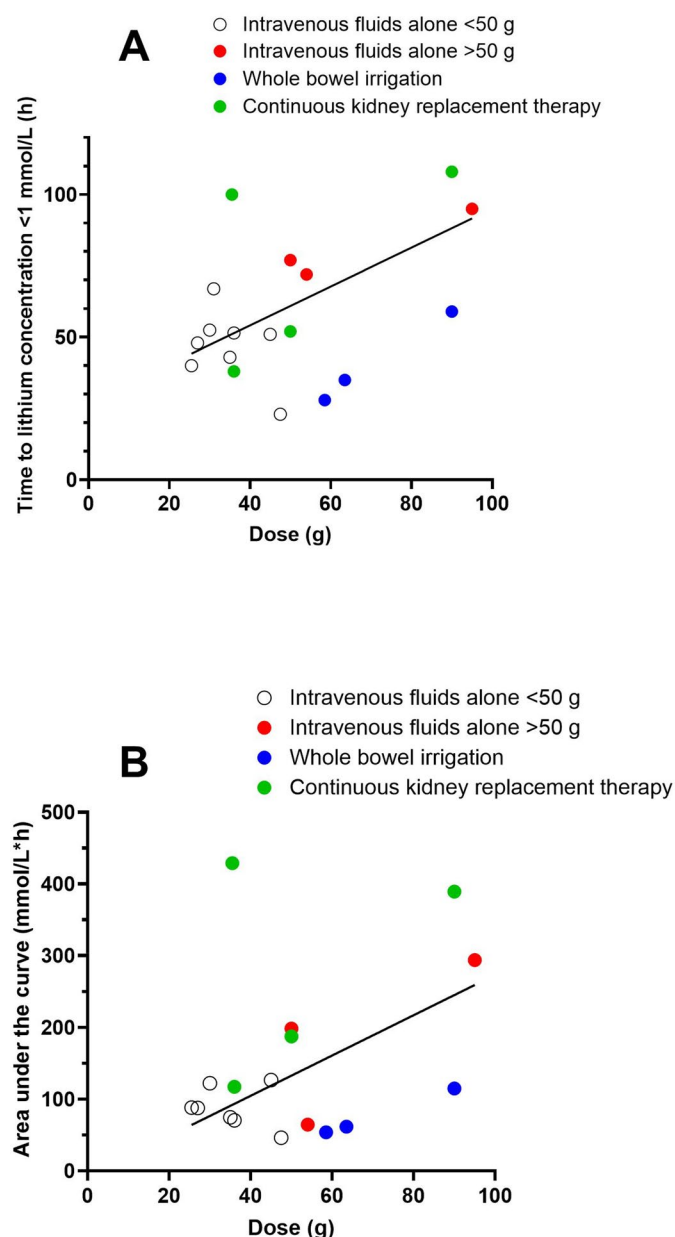 A
Intravenous fluids alone <50 g
Intravenous fluids alone >50 g
Whole bowel irrigation
Continuous kidney replacement therapy
Time to lithium concentration <1 mmol/L (h)
100
50
0
0 20 40 60 80 100
Dose (g)
B
Intravenous fluids alone <50 g
Intravenous fluids alone >50 g
Whole bowel irrigation
Continuous kidney replacement therapy
Area under the curve (mmol/L*h)
500
400
300
200
100
0
0 20 40 60 80 100
Dose (g)